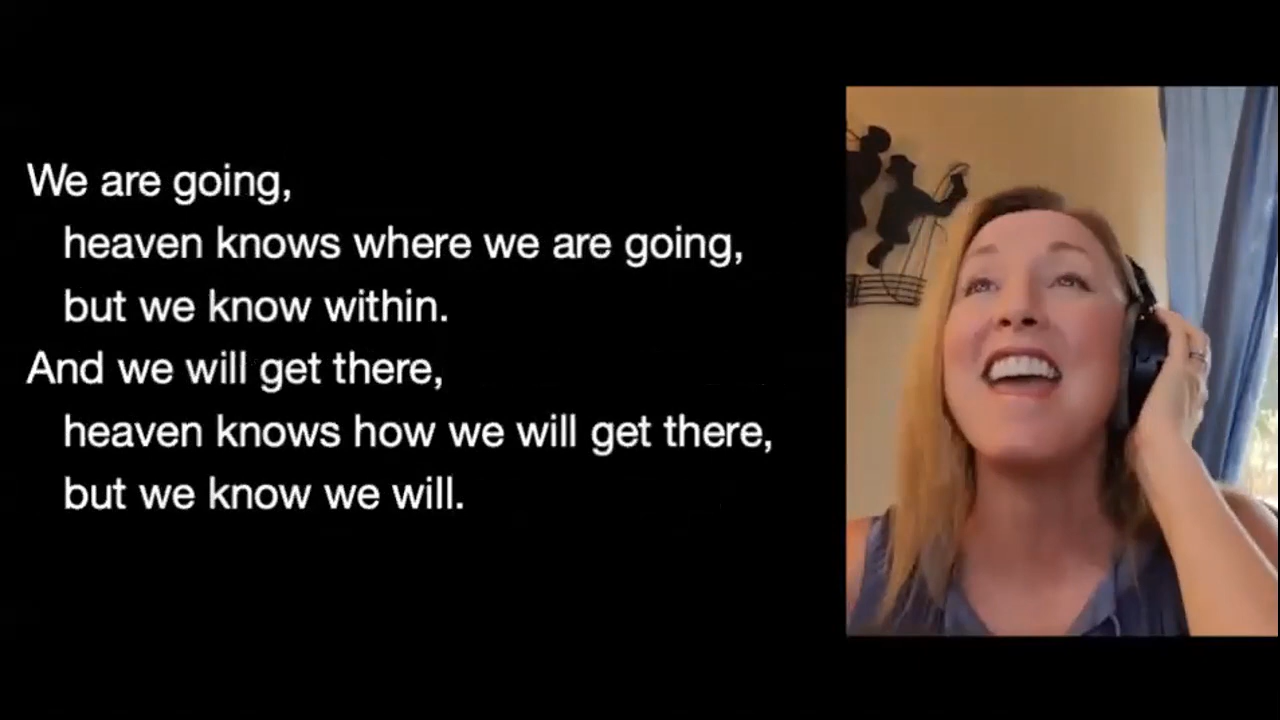 We are going,
heaven knows where we are going,
but we know within.
And we will get there,
heaven knows how we will get there,
but we know we will.